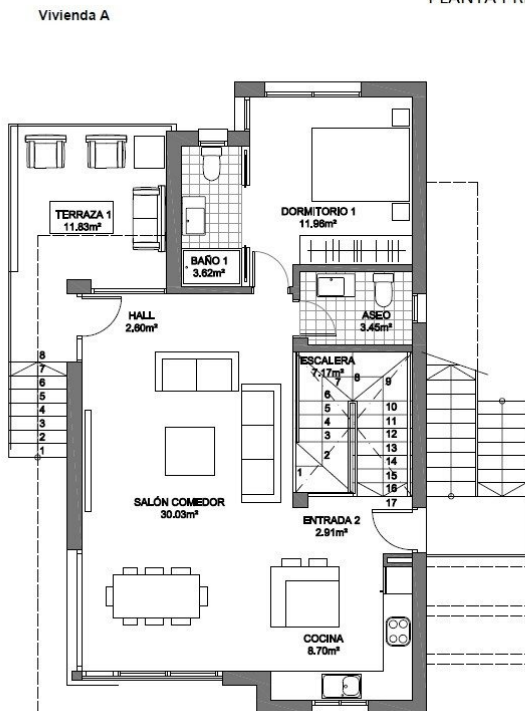 Vivienda A
TERRAZA 1
11.83m²
DORMITORIO 1
11.96m²
BAÑO 1
3.62m²
HALL
2.60m²
ASEO
3.45m²
ESCALERA
7.17m²
8
7
6
5
4
3
2
1
7
8
9
6
5
4
3
2
1
10
11
12
13
14
15
16
17
SALÓN COMEDOR
30.03m²
ENTRADA 2
2.91m²
COCINA
8.70m²